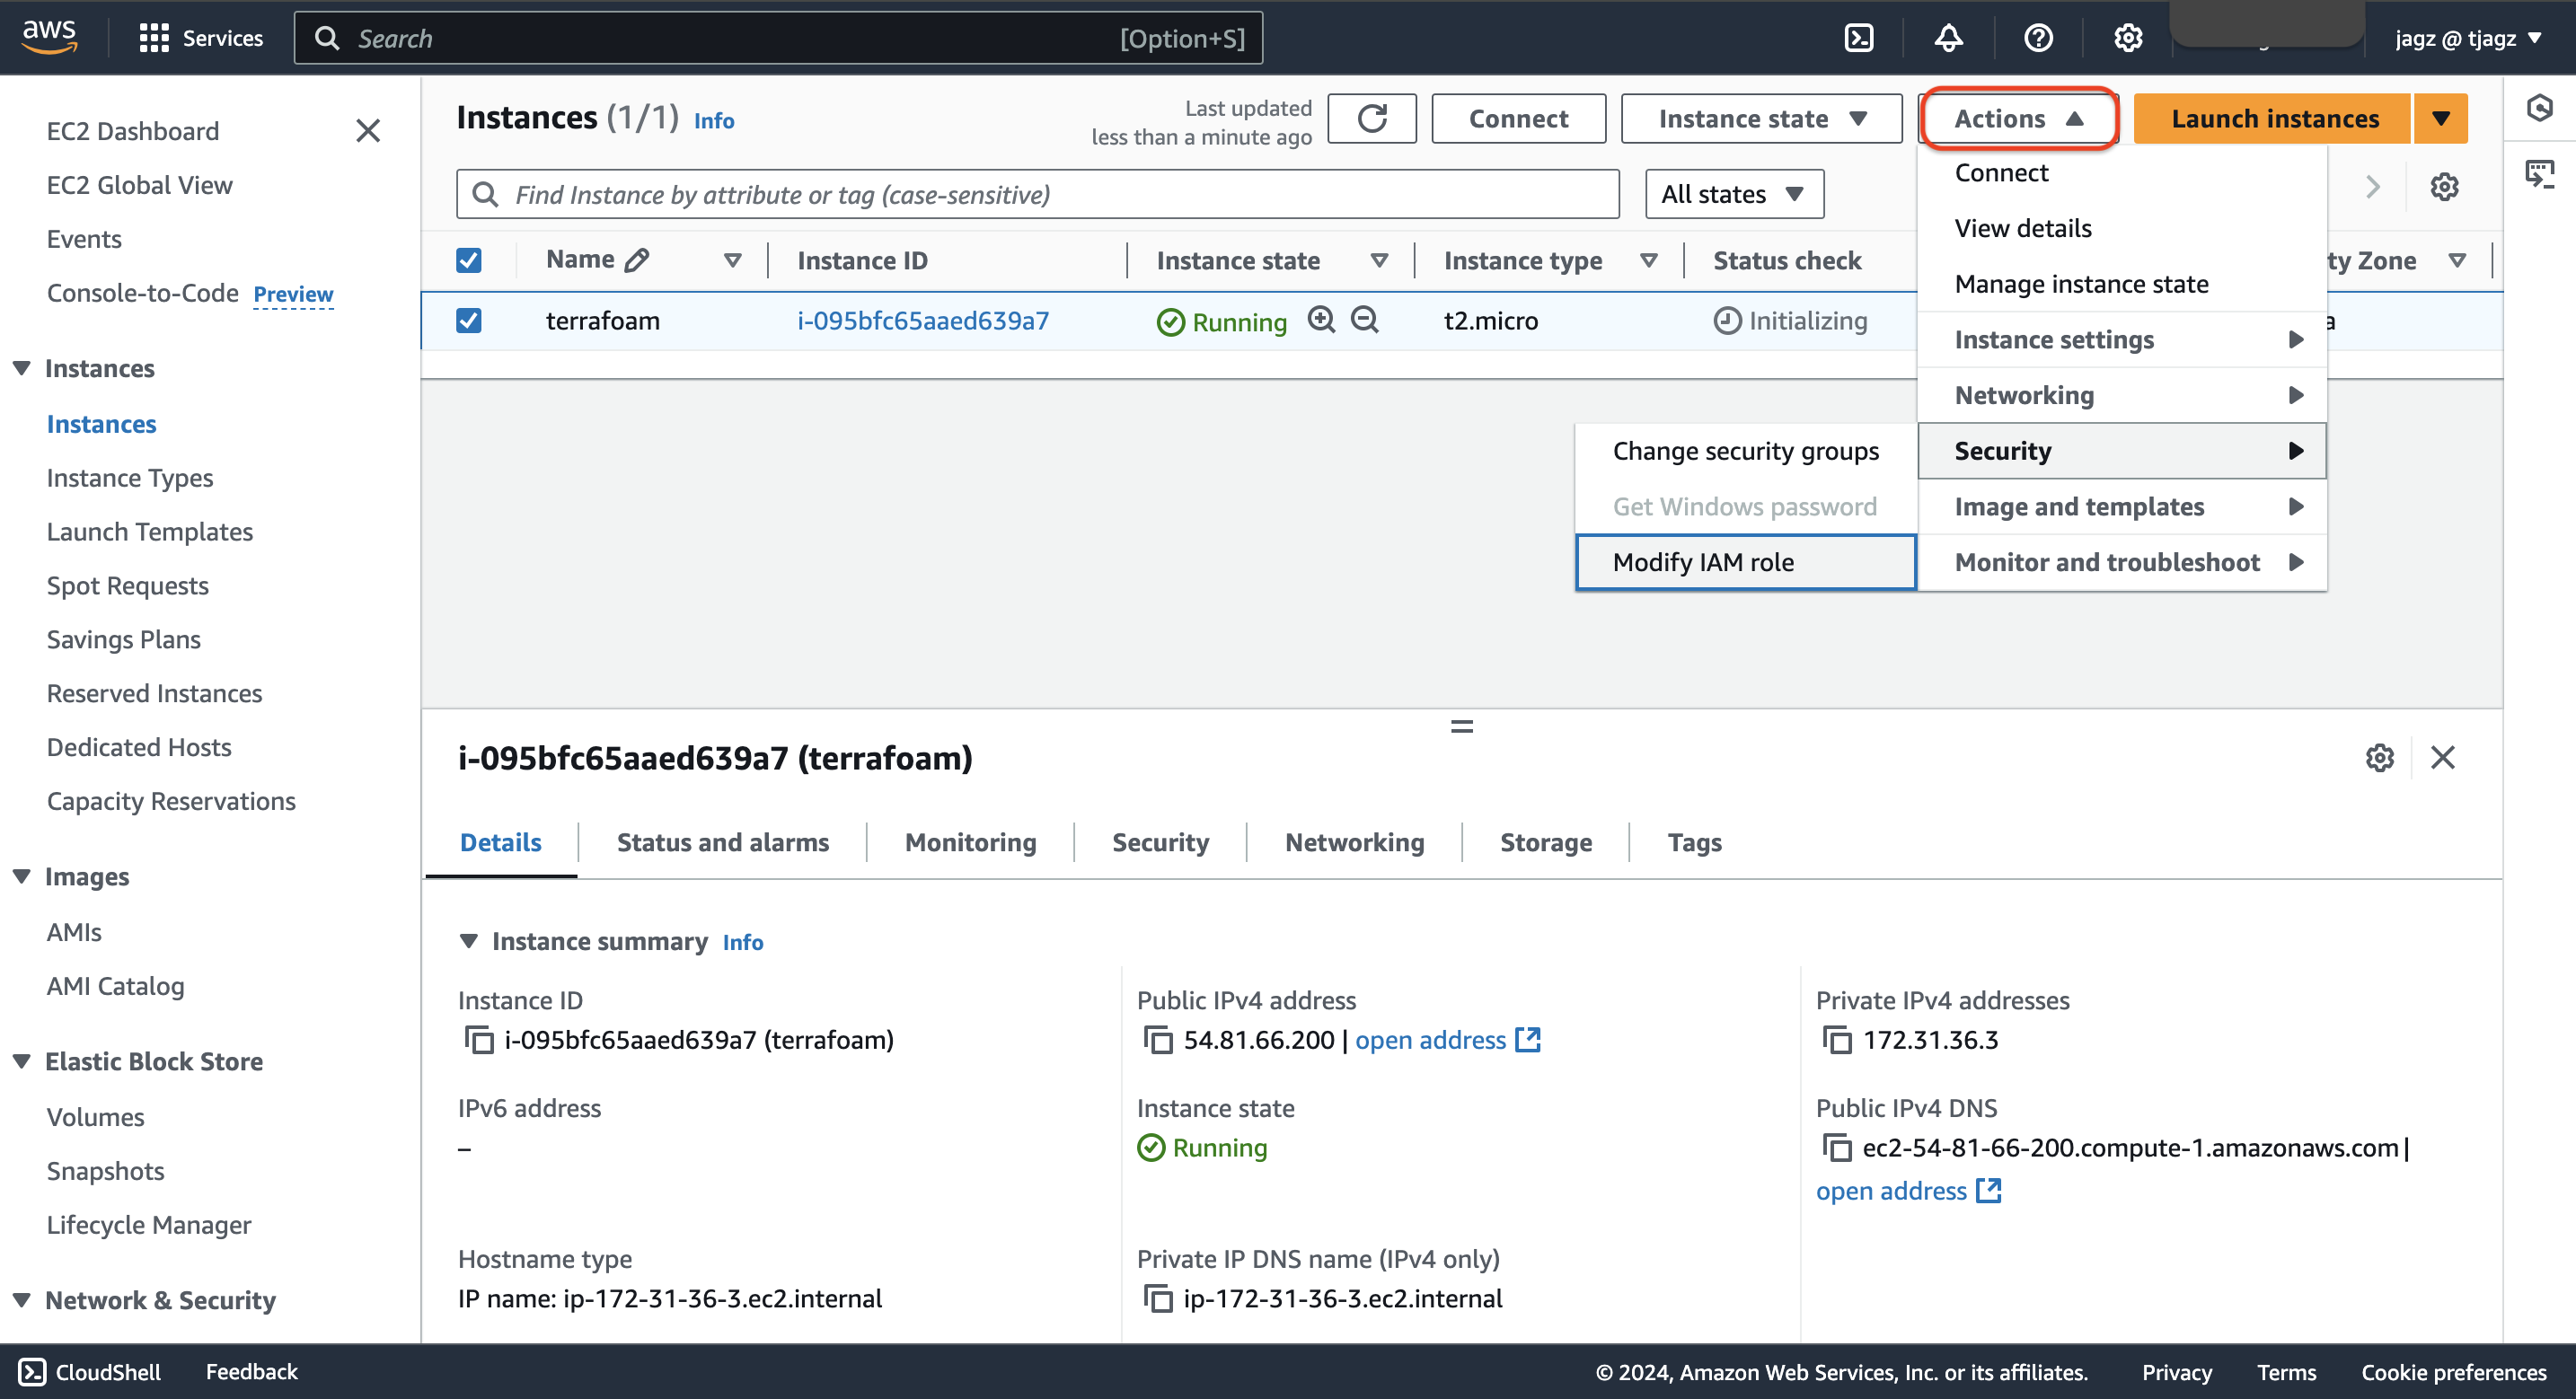 aws
Services
Search
[Option+S]
jagz @ tjagz
EC2 Dashboard
EC2 Global View
Events
Console-to-Code Preview
Instances
Instances
Instance Types
Launch Templates
Spot Requests
Savings Plans
Reserved Instances
Dedicated Hosts
Capacity Reservations
Images
AMIs
AMI Catalog
Elastic Block Store
Volumes
Snapshots
Lifecycle Manager
Network & Security
Instances (1/1) Info
Last updated
less than a minute ago
Connect
Instance state
Actions
Launch instances
Find Instance by attribute or tag (case-sensitive)
All states
Name
Instance ID
Instance state
Instance type
Status check
ty Zone
terrafoam
i-095bfc65aaed639a7
Running
t2.micro
Initializing
a
Connect
View details
Manage instance state
Instance settings
Networking
Security
Image and templates
Monitor and troubleshoot
Change security groups
Get Windows password
Modify IAM role
i-095bfc65aaed639a7 (terrafoam)
Details
Status and alarms
Monitoring
Security
Networking
Storage
Tags
Instance summary Info
Instance ID
i-095bfc65aaed639a7 (terrafoam)
Public IPv4 address
54.81.66.200 | open address
Private IPv4 addresses
172.31.36.3
IPv6 address
–
Instance state
Running
Public IPv4 DNS
ec2-54-81-66-200.compute-1.amazonaws.com |
open address
Hostname type
IP name: ip-172-31-36-3.ec2.internal
Private IP DNS name (IPv4 only)
ip-172-31-36-3.ec2.internal
CloudShell
Feedback
© 2024, Amazon Web Services, Inc. or its affiliates.
Privacy
Terms
Cookie preferences